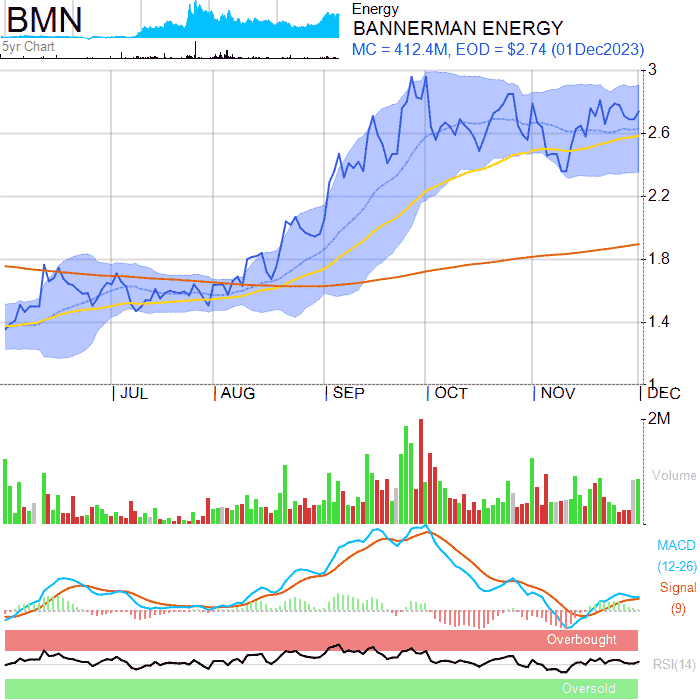 BMN
5yr Chart
Energy
BANNERMAN ENERGY
MC = 412.4M, EOD = $2.74 (01Dec2023)
3
2.6
2.2
1.8
1.4
1
JUL
AUG
SEP
OCT
NOV
DEC
2M
Volume
MACD
(12-26)
Signal
(9)
Overbought
RSI(14)
Oversold